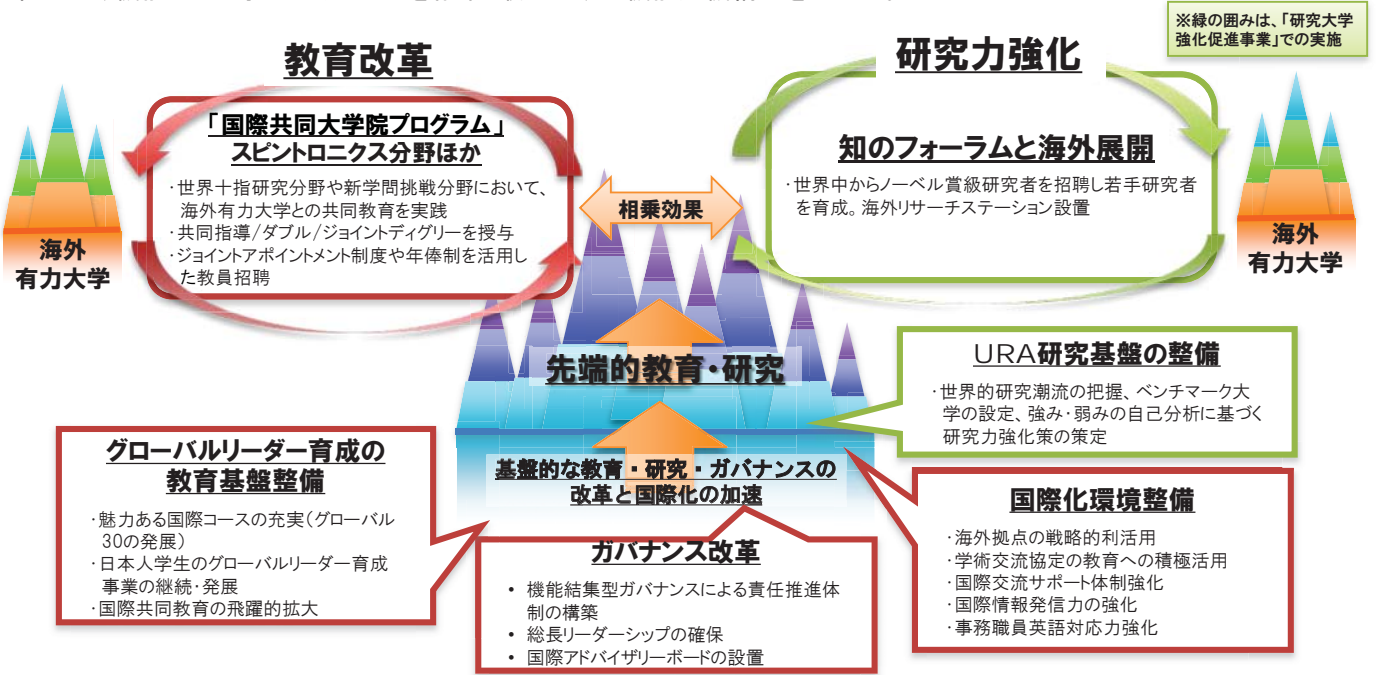 ※緑の囲みは、「研究大学
強化促進事業」での実施
教育改革
研究力強化
「国際共同大学院プログラム」
スピントロニクス分野ほか
・世界十指研究分野や新学問挑戦分野において、
海外有力大学との共同教育を実践
・共同指導/ダブル/ジョイントディグリーを授与
・ジョイントアポイントメント制度や年俸制を活用し
た教員招聘
海外
有力大学
相乗効果
知のフォーラムと海外展開
・世界中からノーベル賞級研究者を招聘し若手研究者
を育成。海外リサーチステーション設置
海外
有力大学
先端的教育・研究
URA研究基盤の整備
・世界的研究潮流の把握、ベンチマーク大
学の設定、強み・弱みの自己分析に基づく
研究力強化策の策定
グローバルリーダー育成の
教育基盤整備
・魅力ある国際コースの充実（グローバル
30の発展）
・日本人学生のグローバルリーダー育成
事業の継続・発展
・国際共同教育の飛躍的拡大
基盤的な教育・研究・ガバナンスの
改革と国際化の加速
ガバナンス改革
• 機能結集型ガバナンスによる責任推進体
制の構築
• 総長リーダーシップの確保
• 国際アドバイザリーボードの設置
国際化環境整備
・海外拠点の戦略的利活用
・学術交流協定の教育への積極活用
・国際交流サポート体制強化
・国際情報発信力の強化
・事務職員英語対応力強化